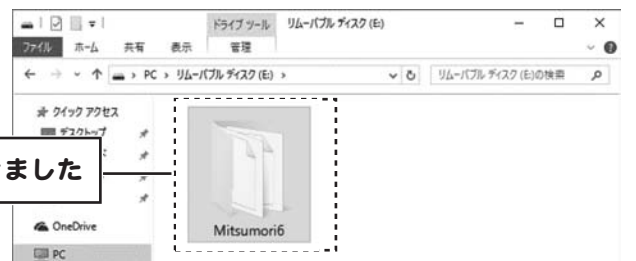 ドライブ ツール リムーバブル ディスク (E:)
ファイル ホーム 共有 表示 管理
PC > リムーバブル ディスク (E:) > リムーバブル ディスク (E:)の検索
クイック アクセス
デスクトップ
ました
Mitsumori6
OneDrive
PC